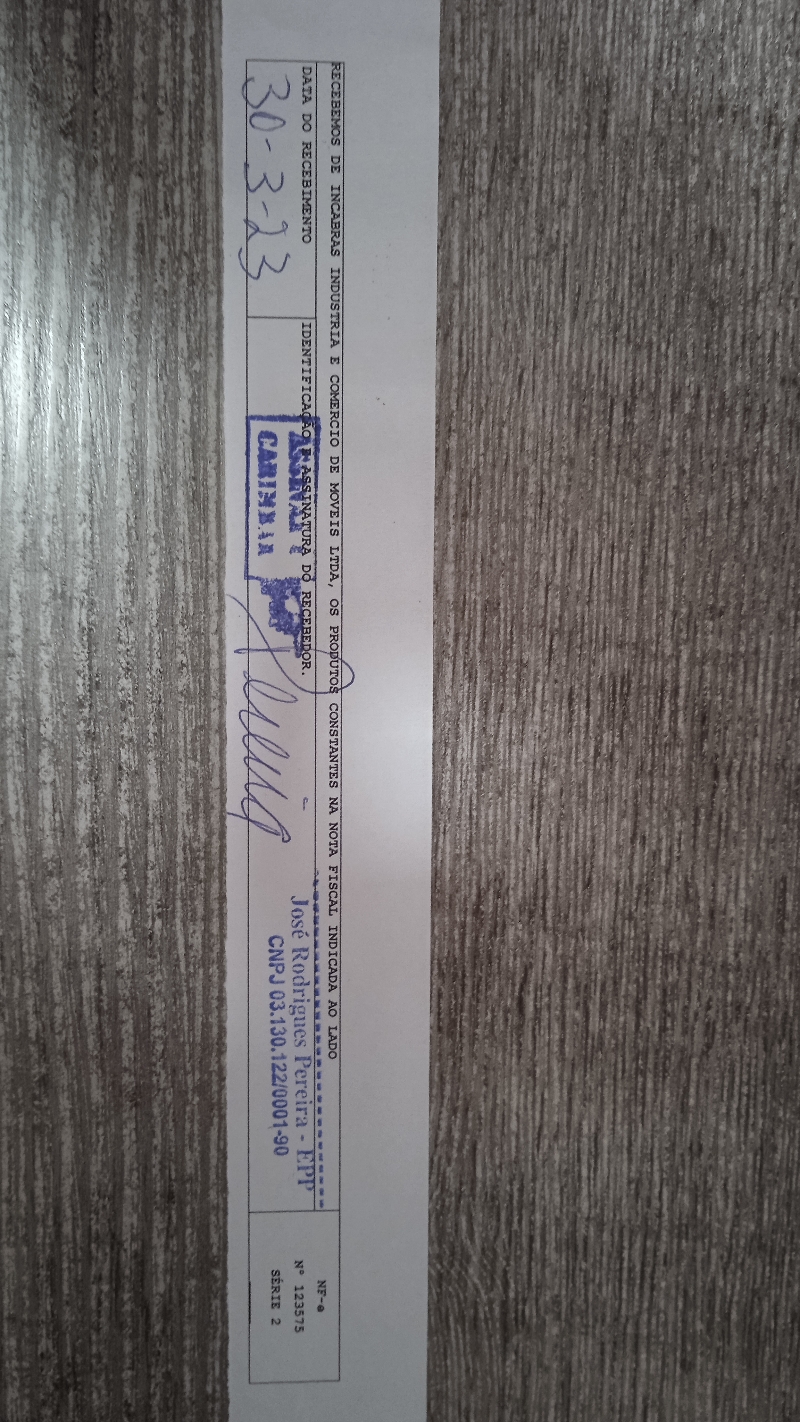 RECEBEMOS DE INCABRAS INDUSTRIA E COMERCIO DE MOVEIS LTDA, OS PRODUTOS CONSTANTES NA NOTA FISCAL INDICADA AO LADO
DATA DO RECEBIMENTO
30-3-23
IDENTIFICAÇÃO E ASSINATURA DO RECEBEDOR.
ASSINAR E
CARIMBAR
José Rodrigues Pereira - EPP
CNPJ 03.130.122/0001-90
NF-e
Nº 123575
SÉRIE 2